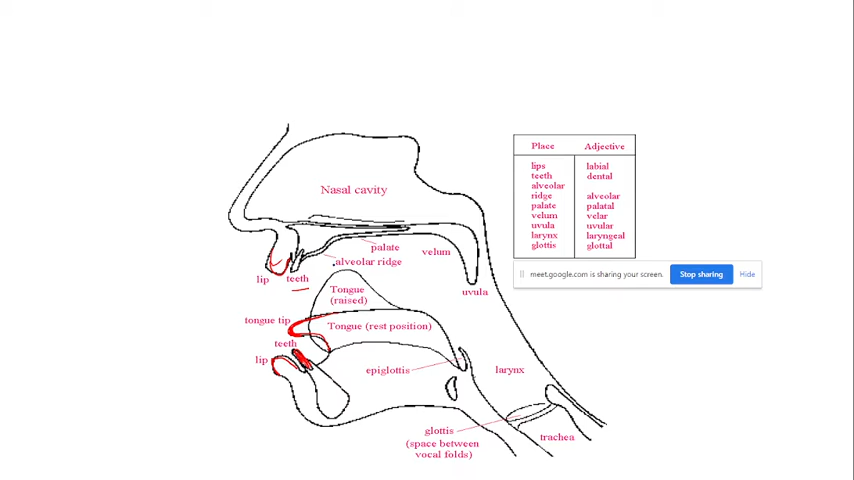 Nasal cavity
palate
alveolar ridge
velum
lip
teeth
Tongue
(raised)
uvula
tongue tip
Tongue (rest position)
teeth
lip
epiglottis
larynx
glottis
(space between
vocal folds)
trachea
Place Adjective
lips labial
teeth dental
alveolar
ridge alveolar
palate palatal
velum velar
uvula uvular
larynx laryngeal
glottis glottal
meet.google.com is sharing your screen. Stop sharing Hide